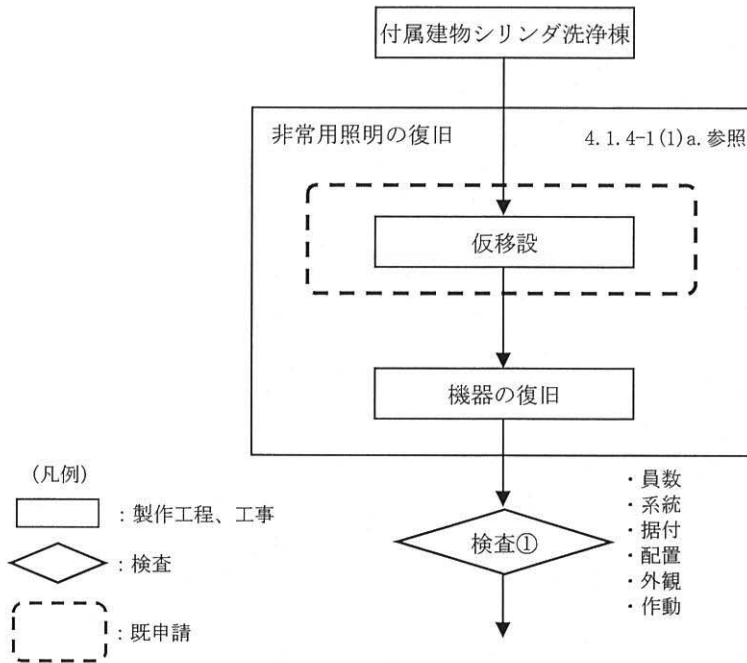 付属建物シリンダ洗浄棟
非常用照明の復旧
4.1.4-1(1)a.参照
仮移設
機器の復旧
検査①
・員数
・系統
・据付
・配置
・外観
・作動
(凡例)
：製作工程、工事
：検査
：既申請